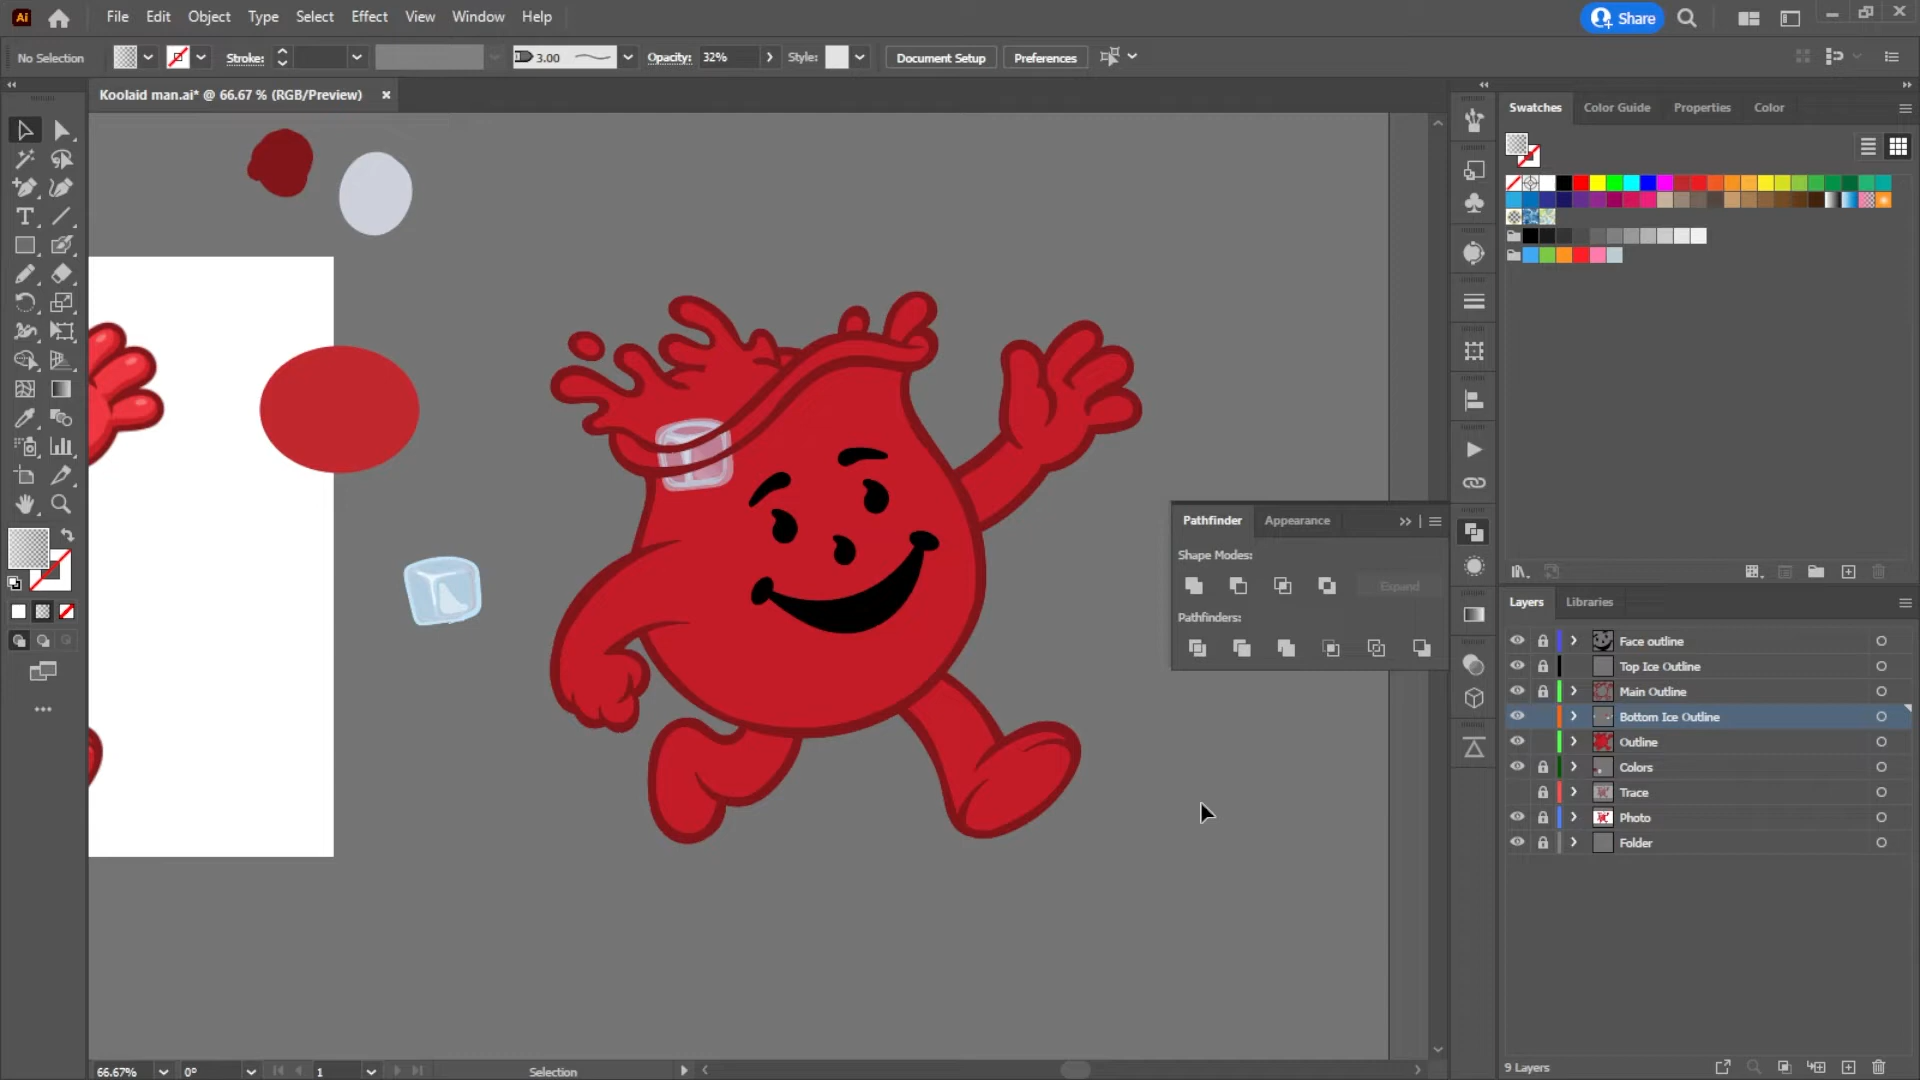 Ai File Edit Object Type Select Effect View Window Help Share
No Selection Stroke: 3.00 Opacity: 32% Style: Document Setup Preferences
Koolaid man.ai* @ 66.67 % (RGB/Preview)
Swatches Color Guide Properties Color
Pathfinder Appearance
Shape Modes:
Expand
Pathfinders:
Layers Libraries
Face outline
Top Ice Outline
Main Outline
Bottom Ice Outline
Outline
Colors
Trace
Photo
Folder
9 Layers
66.67% 0° 1 Selection